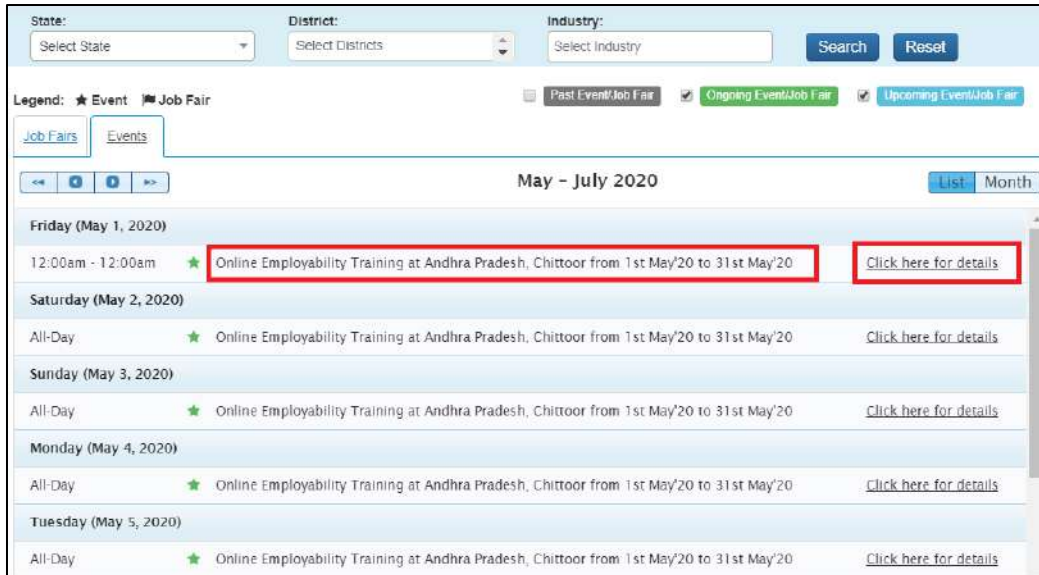 State: District: Industry:
Select State Select Districts Select Industry Search Reset
Legend: Event Job Fair Past Event/Job Fair Ongoing Event/Job Fair Upcoming Event/Job Fair
Job Fairs Events
May - July 2020 List Month
Friday (May 1, 2020)
12:00am - 12:00am Online Employability Training at Andhra Pradesh, Chittoor from 1st May'20 to 31st May'20 Click here for details
Saturday (May 2, 2020)
All-Day Online Employability Training at Andhra Pradesh, Chittoor from 1st May'20 to 31st May'20 Click here for details
Sunday (May 3, 2020)
All-Day Online Employability Training at Andhra Pradesh, Chittoor from 1st May'20 to 31st May'20 Click here for details
Monday (May 4, 2020)
All-Day Online Employability Training at Andhra Pradesh, Chittoor from 1st May'20 to 31st May'20 Click here for details
Tuesday (May 5, 2020)
All-Day Online Employability Training at Andhra Pradesh, Chittoor from 1st May'20 to 31st May'20 Click here for details